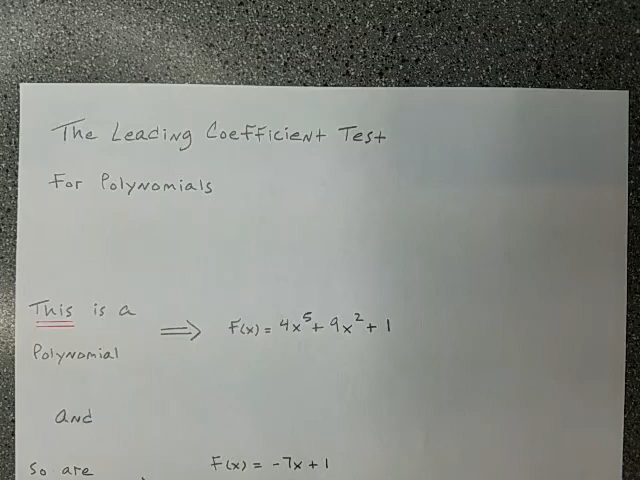 The Leading Coefficient Test
For Polynomials
This is a
Polynomial
⇒ F(x) = 4x⁵ + 9x² + 1
and
so are
F(x) = -7x + 1